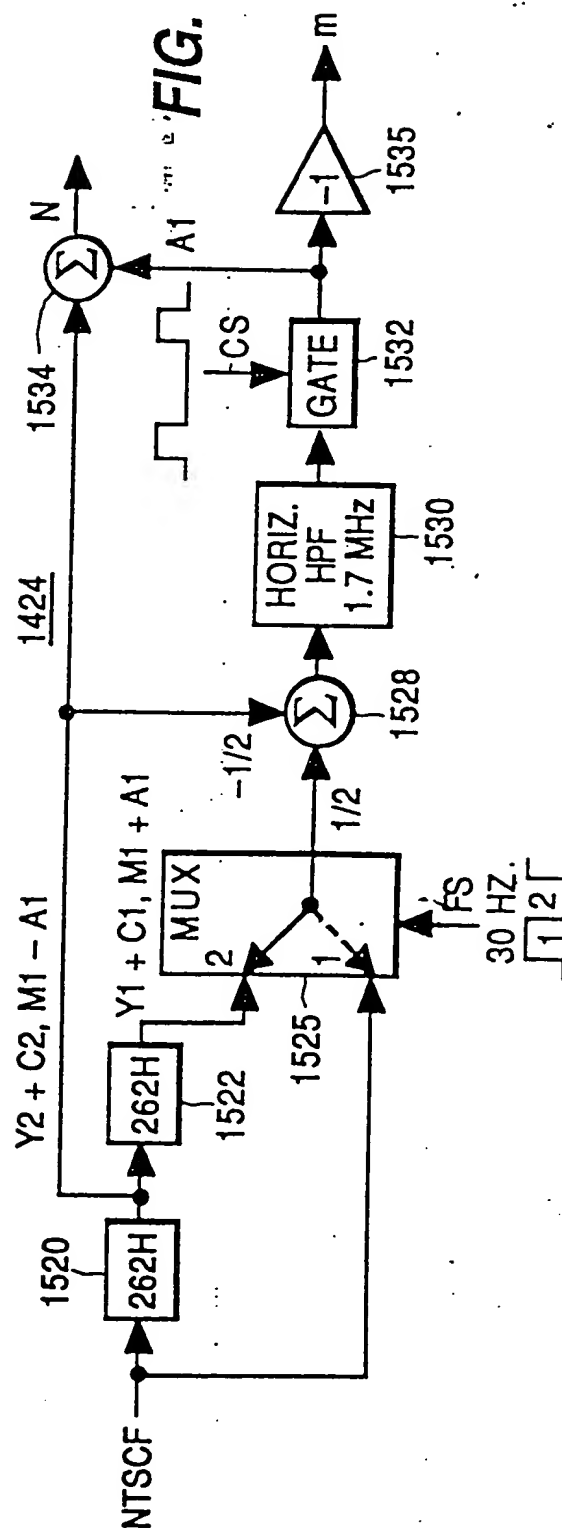 FIG.
1424
NTSCF
1520
262H
Y2 + C2, M1 – A1
262H
1522
Y1 + C1, M1 + A1
MUX
2
1
1525
FS
30 HZ.
1 2
1/2
–1/2
Σ
1528
HORIZ.
HPF
1.7 MHz
1530
CS
GATE
1532
A1
1534
Σ
N
-1
1535
m